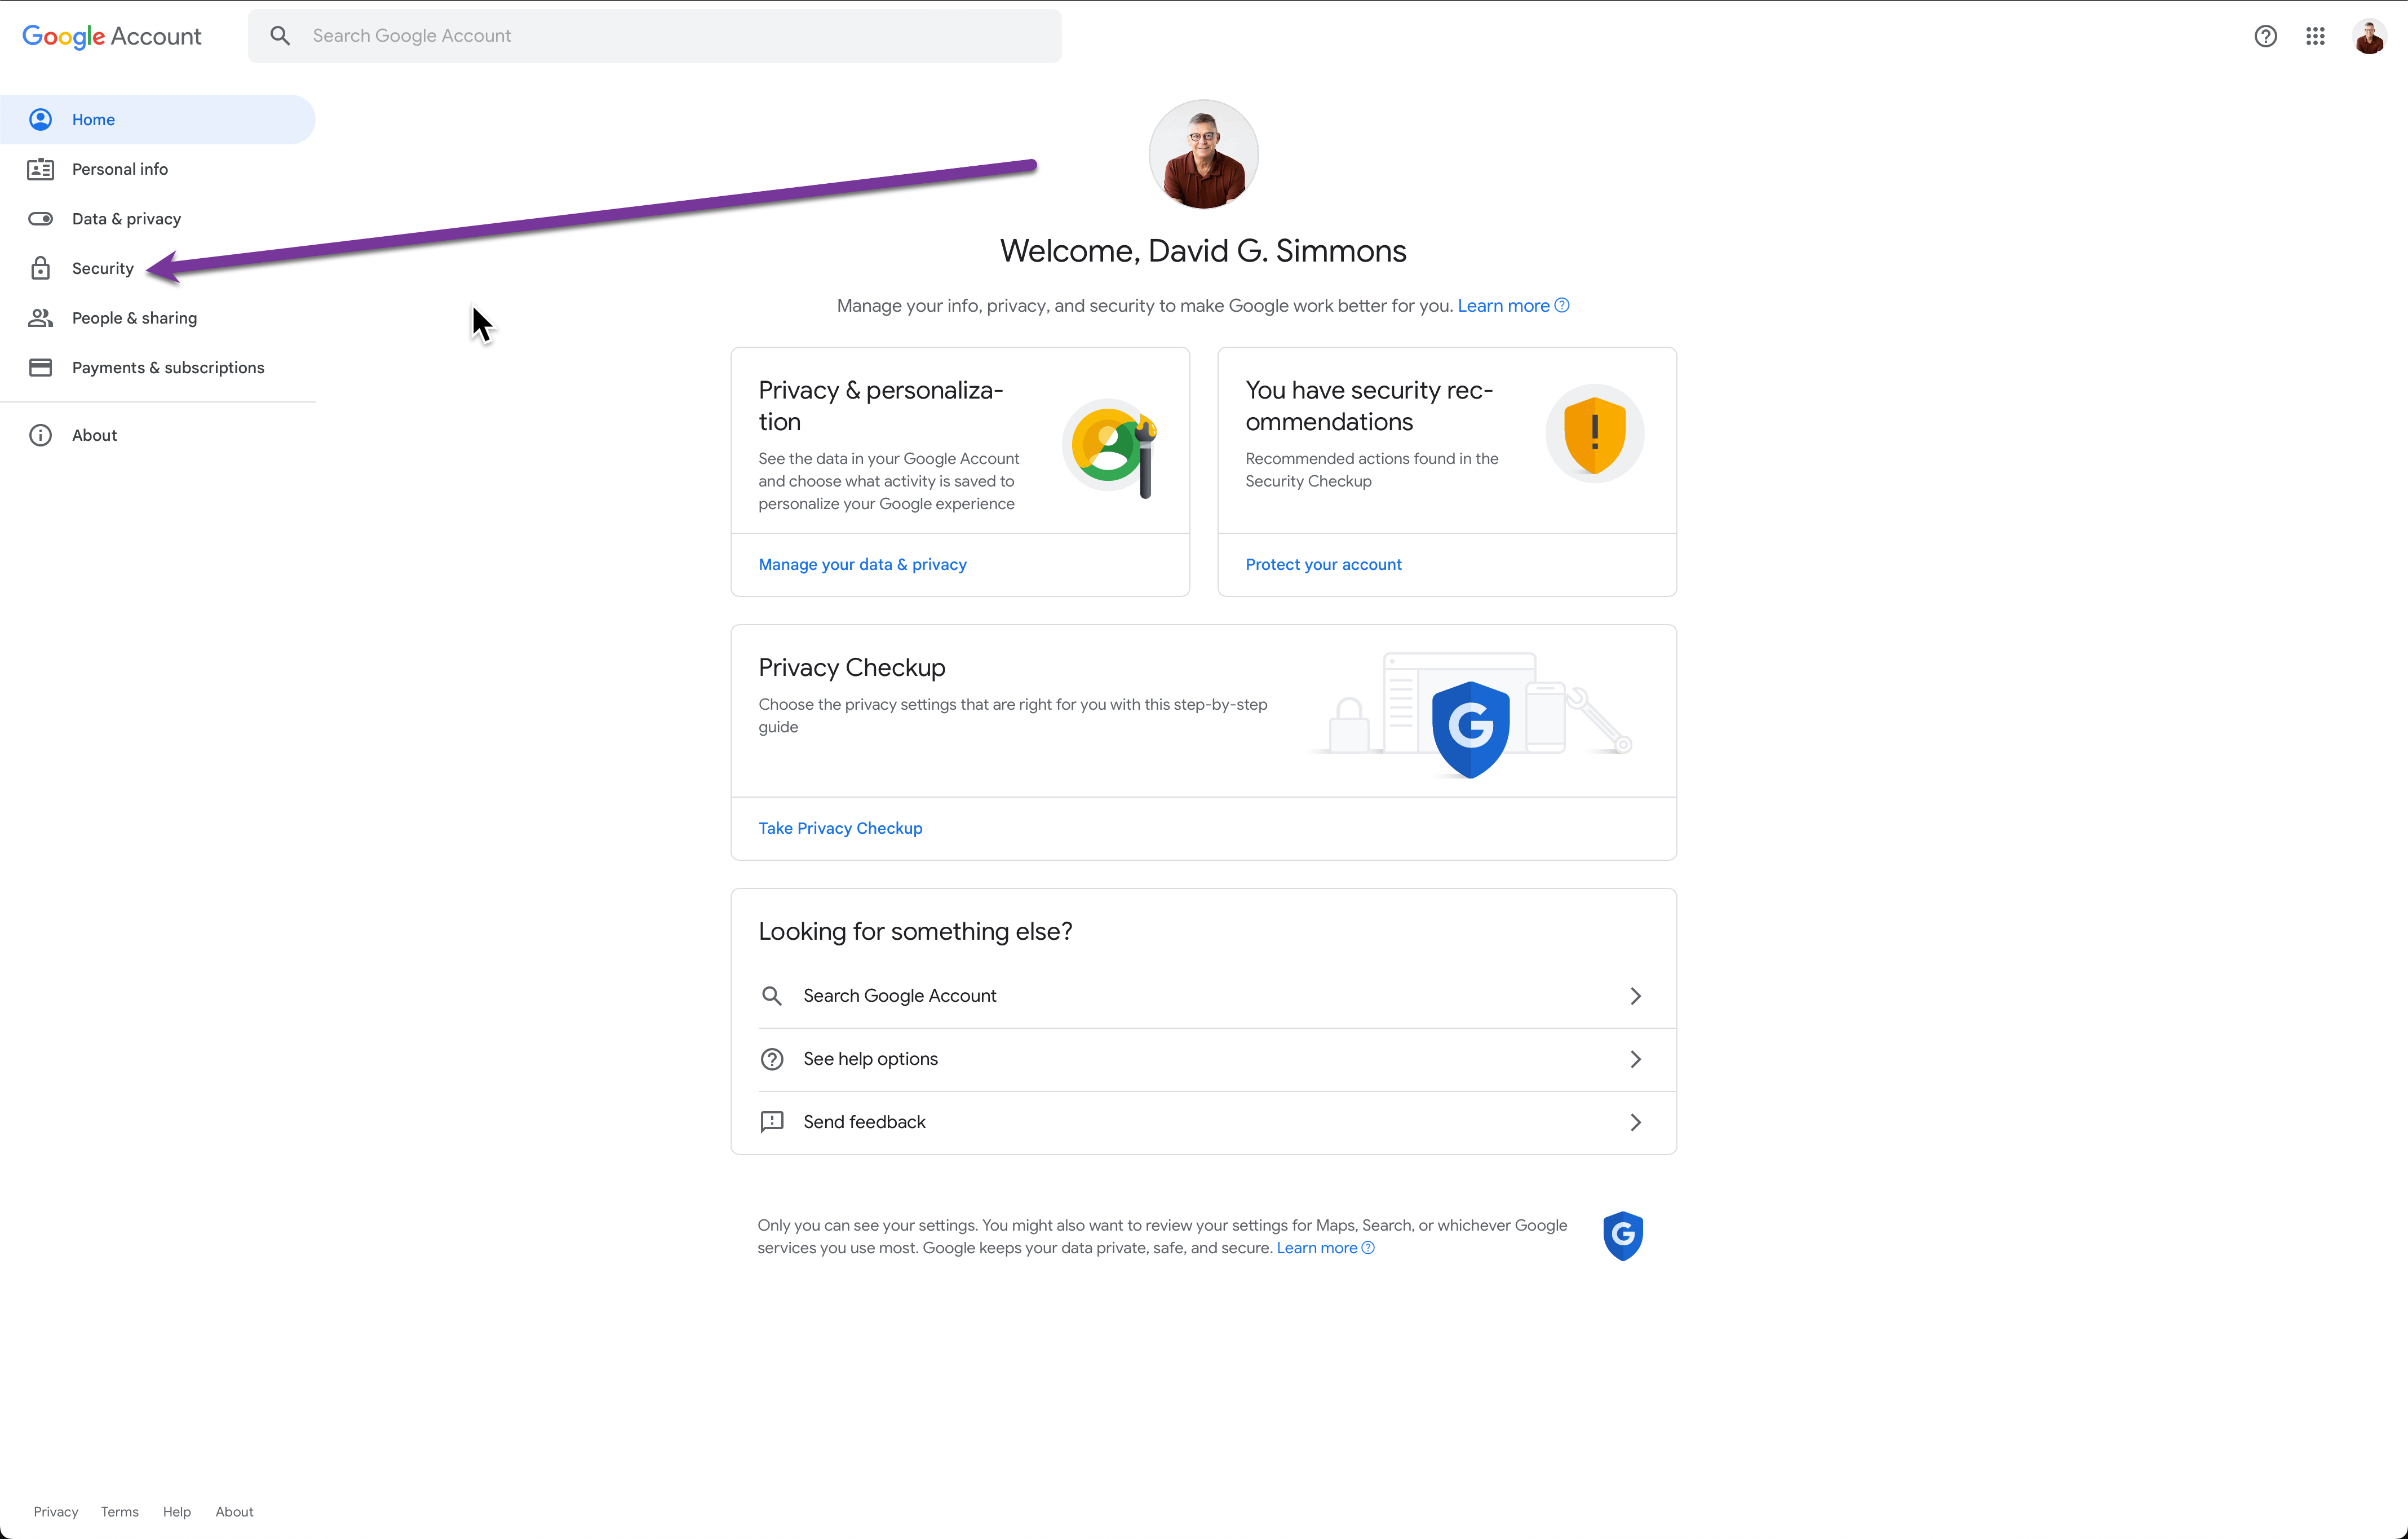 Google Account
Search Google Account
Home
Personal info
Data & privacy
Security
People & sharing
Payments & subscriptions
About
Welcome, David G. Simmons
Manage your info, privacy, and security to make Google work better for you. Learn more
Privacy & personaliza-
tion
See the data in your Google Account
and choose what activity is saved to
personalize your Google experience
Manage your data & privacy
You have security rec-
ommendations
Recommended actions found in the
Security Checkup
Protect your account
Privacy Checkup
Choose the privacy settings that are right for you with this step-by-step
guide
G
Take Privacy Checkup
Looking for something else?
Search Google Account
See help options
Send feedback
Only you can see your settings. You might also want to review your settings for Maps, Search, or whichever Google
services you use most. Google keeps your data private, safe, and secure. Learn more
G
Privacy Terms Help About